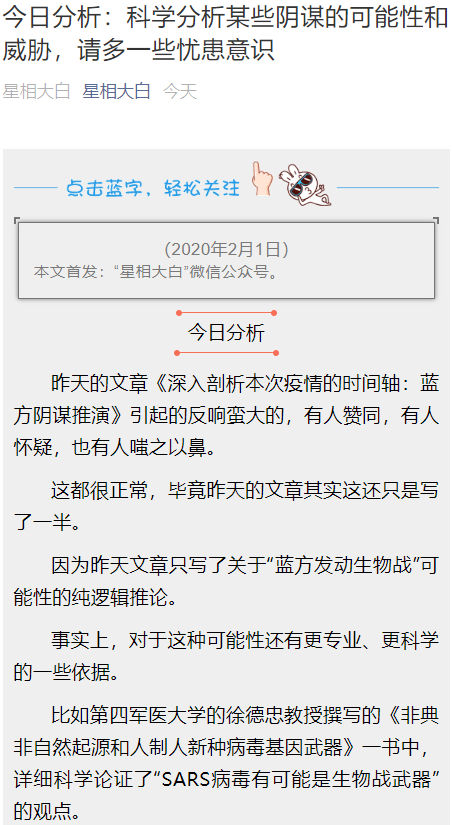 今日分析：科学分析某些阴谋的可能性和
威胁，请多一些忧患意识
星相大白 星相大白 今天
点击蓝字，轻松关注
（2020年2月1日）
本文首发：“星相大白”微信公众号。
今日分析
昨天的文章《深入剖析本次疫情的时间轴：蓝
方阴谋推演》引起的反响蛮大的，有人赞同，有人
怀疑，也有人嗤之以鼻。
这都很正常，毕竟昨天的文章其实这还只是写
了一半。
因为昨天文章只写了关于“蓝方发动生物战”可
能性的纯逻辑推论。
事实上，对于这种可能性还有更专业、更科学
的一些依据。
比如第四军医大学的徐德忠教授撰写的《非典
非自然起源和人制人新种病毒基因武器》一书中，
详细科学论证了“SARS病毒有可能是生物战武器”
的观点。